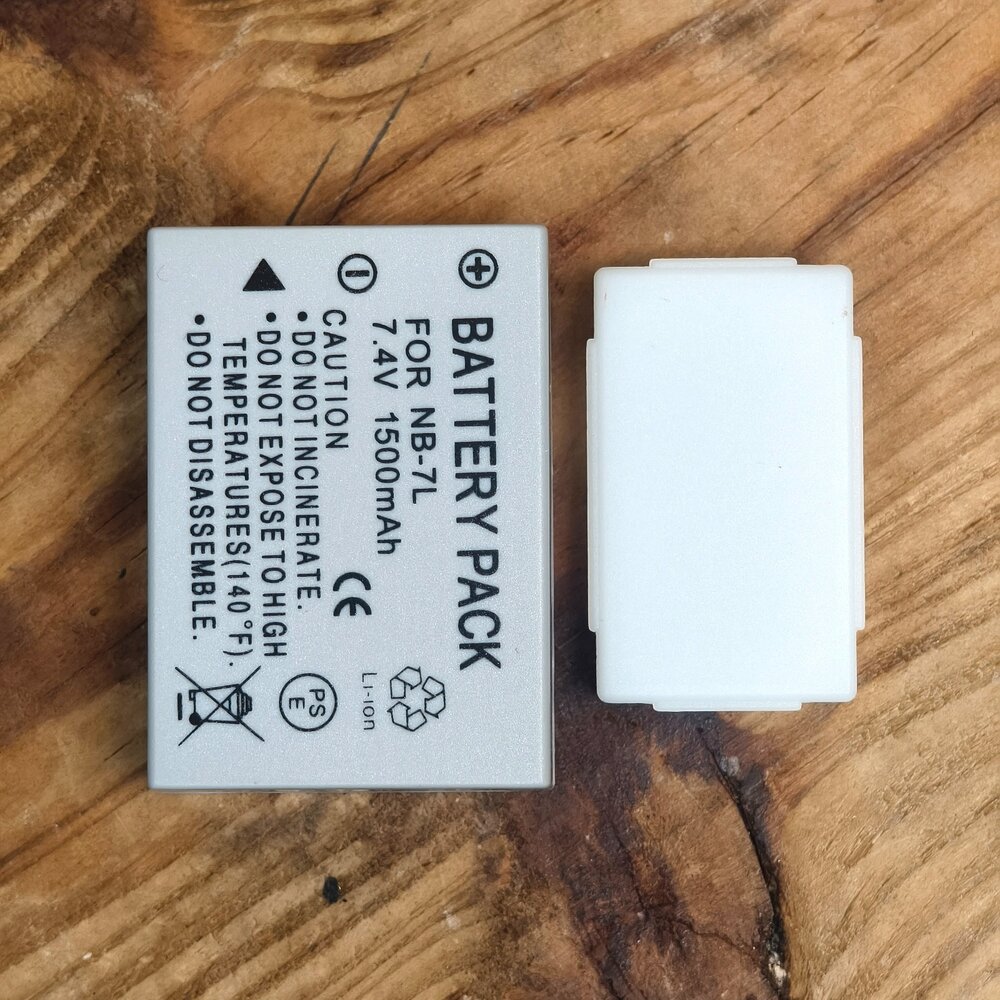 BATTERY PACK
FOR NB-7L
7.4V 1500mAh
CE
CAUTION
•DO NOT INCINERATE.
•DO NOT EXPOSE TO HIGH
TEMPERATURES(140°F).
•DO NOT DISASSEMBLE.
Li-ion
PS
E